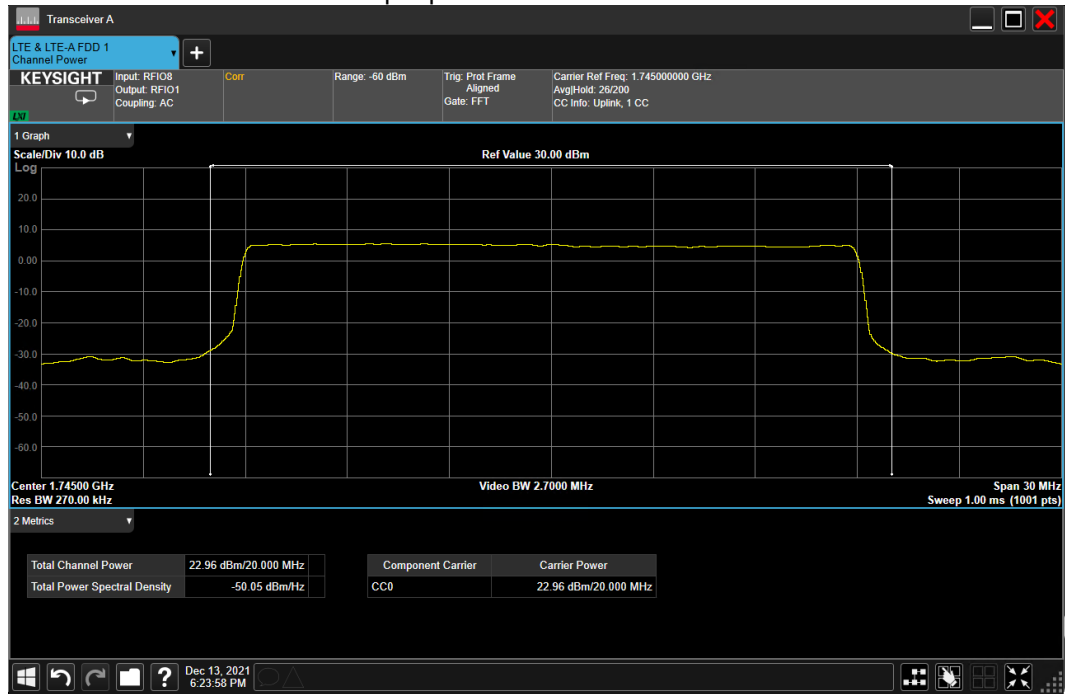 Transceiver A
LTE & LTE-A FDD 1
Channel Power
+
KEYSIGHT
LXI
Input: RFIO8
Output: RFIO1
Coupling: AC
Corr
Range: -60 dBm
Trig: Prot Frame
Aligned
Gate: FFT
Carrier Ref Freq: 1.745000000 GHz
Avg|Hold: 26/200
CC Info: Uplink, 1 CC
1 Graph
Scale/Div 10.0 dB
Ref Value 30.00 dBm
Log
20.0
10.0
0.00
-10.0
-20.0
-30.0
-40.0
-50.0
-60.0
Center 1.74500 GHz
Video BW 2.7000 MHz
Span 30 MHz
Res BW 270.00 kHz
Sweep 1.00 ms (1001 pts)
2 Metrics
Total Channel Power 22.96 dBm/20.000 MHz
Total Power Spectral Density -50.05 dBm/Hz
Component Carrier Carrier Power
CC0 22.96 dBm/20.000 MHz
?
Dec 13, 2021
6:23:58 PM